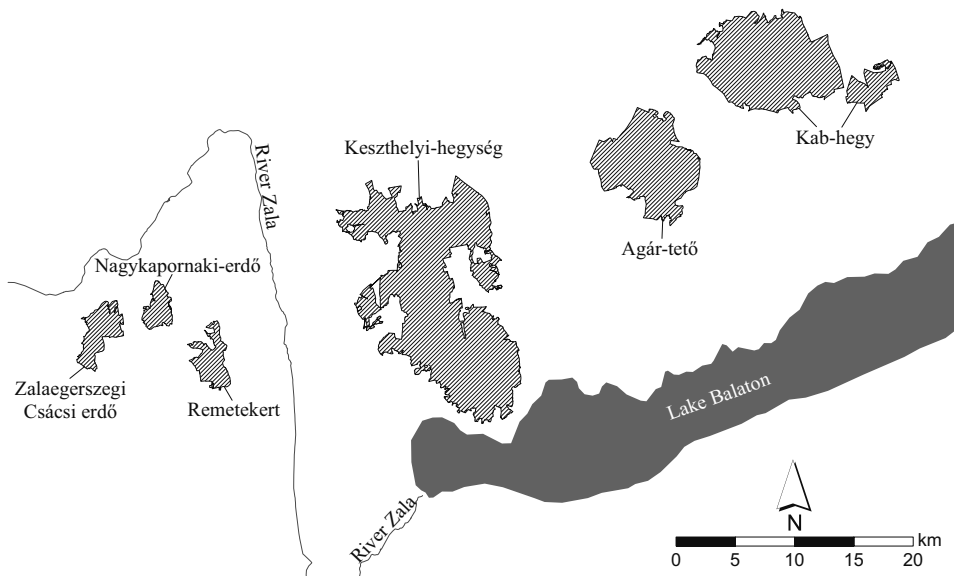 Kab-hegy
Keszthelyi-hegység
River Zala
Agár-tető
Nagykapornaki-erdő
Zalaegerszegi
Csácsi erdő
Remetekert
Lake Balaton
River Zala
N
km
0 5 10 15 20